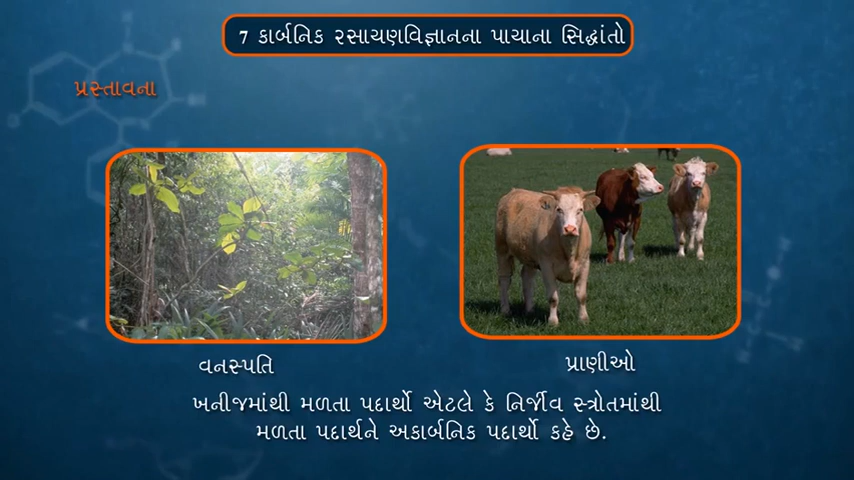 7 કાર્બનિક રસાયણવિજ્ઞાનના પાયાના સિદ્ધાંતો
પ્રસ્તાવના
વનસ્પતિ
પ્રાણીઓ
ખનીજમાંથી મળતા પદાર્થો એટલે કે નિર્જીવ સ્ત્રોતમાંથી
મળતા પદાર્થને અકાર્બનિક પદાર્થો કહે છે.